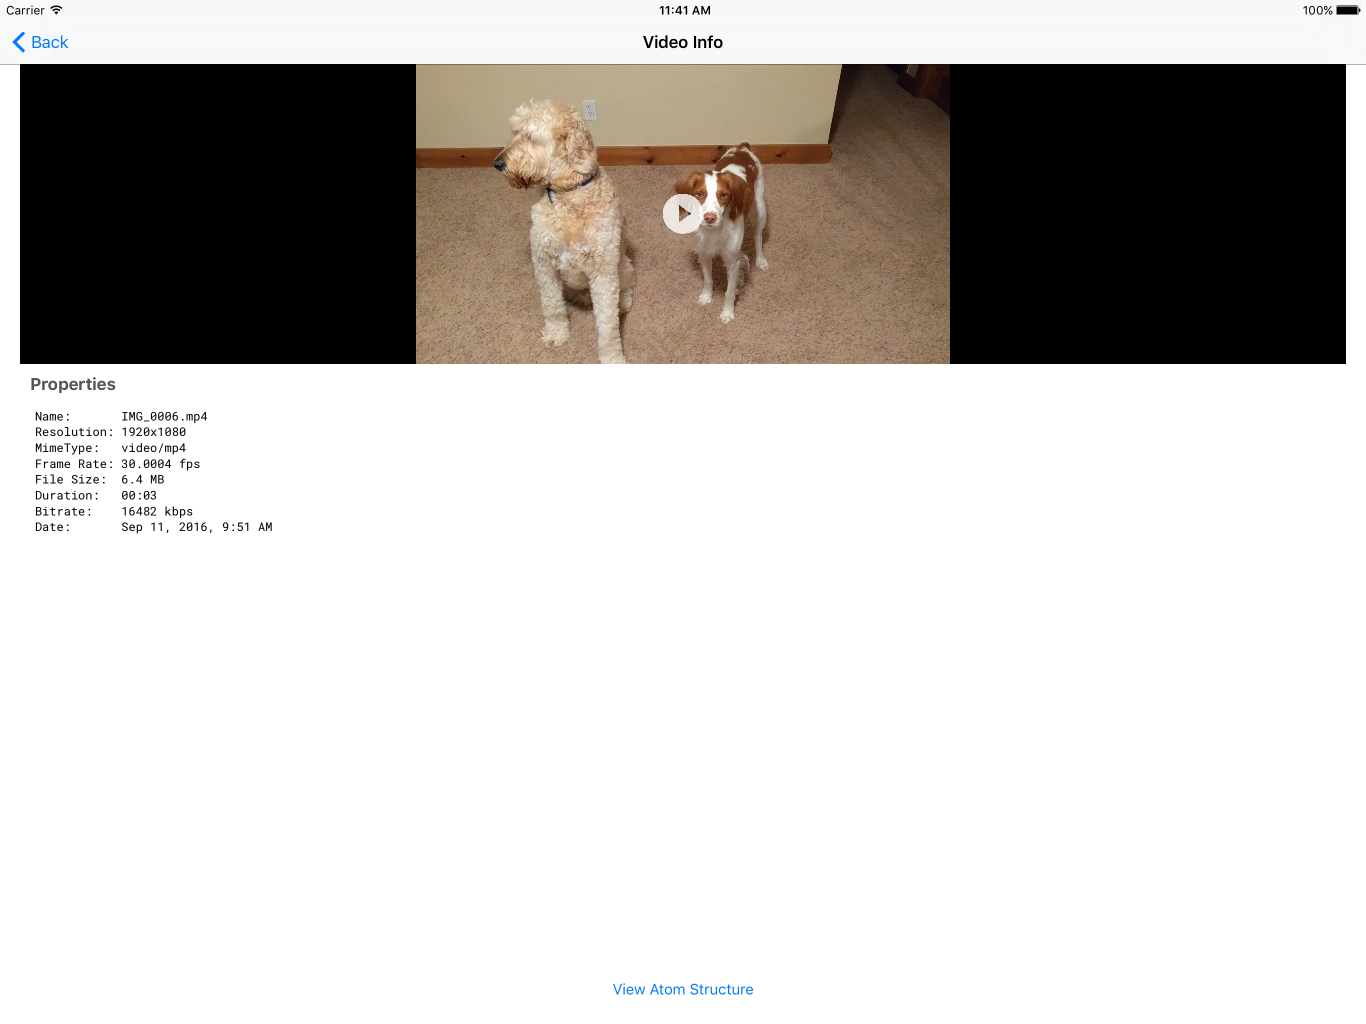 Carrier 11:41 AM 100%
Back Video Info
Properties
Name: IMG_0006.mp4
Resolution: 1920x1080
MimeType: video/mp4
Frame Rate: 30.0004 fps
File Size: 6.4 MB
Duration: 00:03
Bitrate: 16482 kbps
Date: Sep 11, 2016, 9:51 AM
View Atom Structure